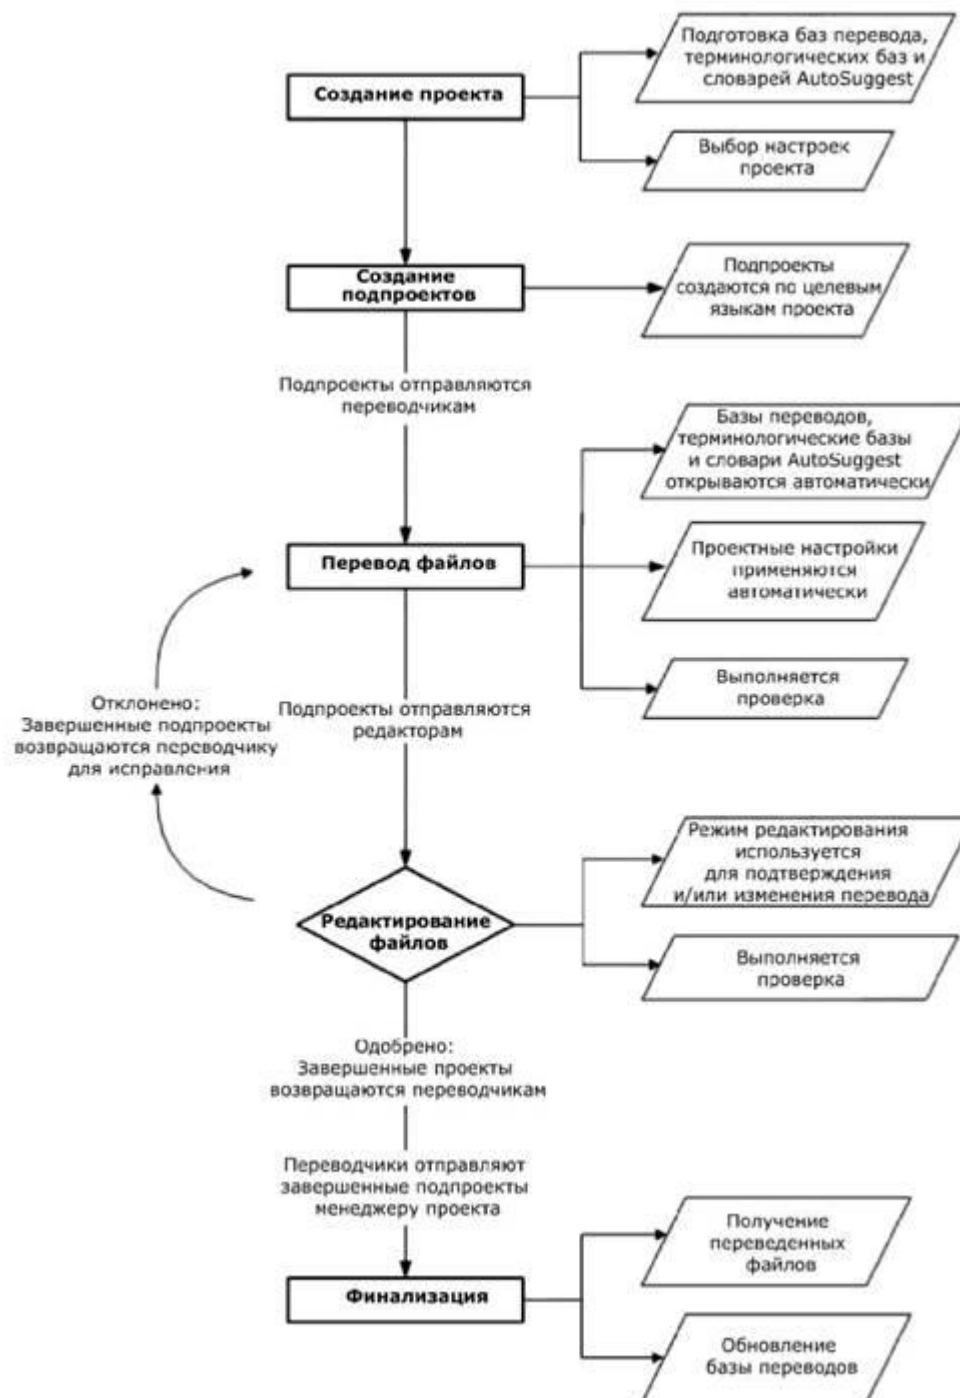 Подготовка баз перевода,
терминологических баз и
словарей AutoSuggest
Создание проекта
Выбор настроек
проекта
Создание
подпроектов
Подпроекты
создаются по целевым
языкам проекта
Подпроекты отправляются
переводчикам
Базы переводов,
терминологические базы
и словари AutoSuggest
открываются автоматически
Перевод файлов
Проектные настройки
применяются
автоматически
Выполняется
проверка
Отклонено:
Завершенные подпроекты
возвращаются переводчику
для исправления
Подпроекты отправляются
редакторам
Режим редактирования
используется
для подтверждения
и/или изменения перевода
Редактирование
файлов
Выполняется
проверка
Одобрено:
Завершенные проекты
возвращаются переводчикам
Переводчики отправляют
завершенные подпроекты
менеджеру проекта
Получение
переведенных
файлов
Финализация
Обновление
базы переводов